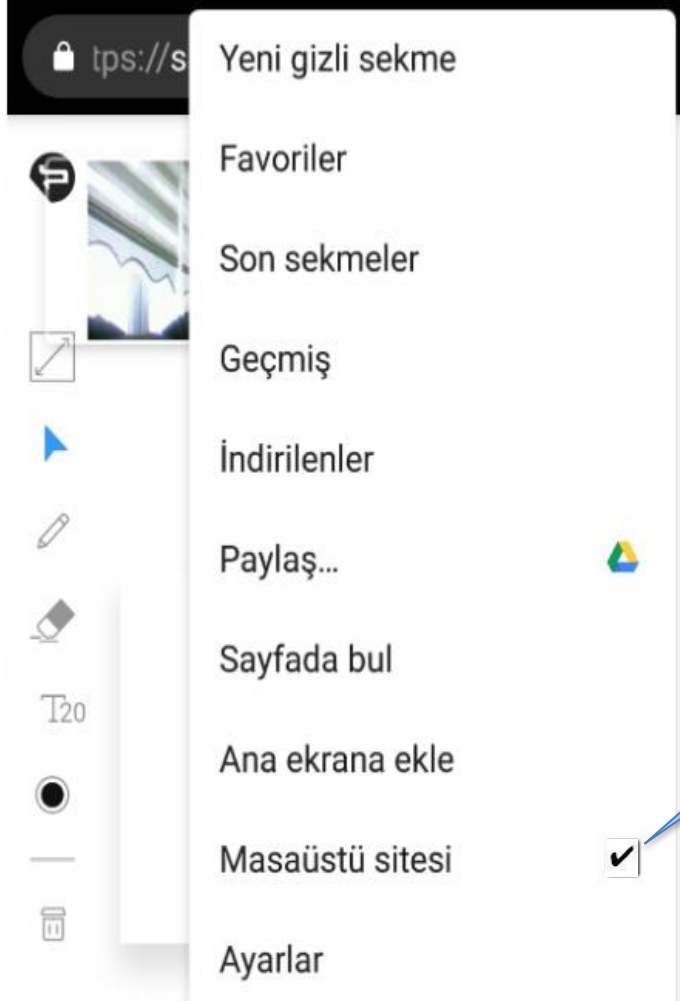 tps://s
Yeni gizli sekme
Favoriler
Son sekmeler
Geçmiş
İndirilenler
Paylaş...
Sayfada bul
T20
Ana ekrana ekle
Masaüstü sitesi
Ayarlar